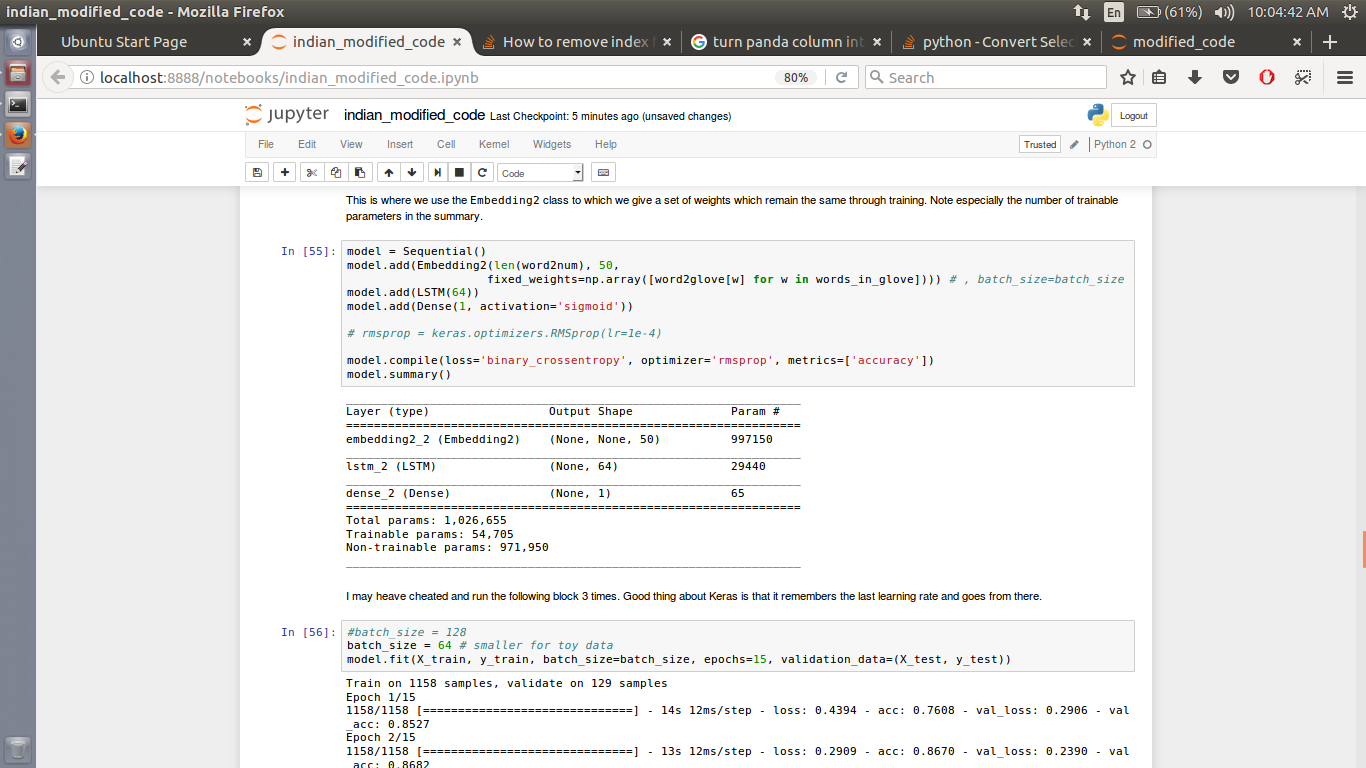 indian_modified_code - Mozilla Firefox
En (61%) 10:04:42 AM
Ubuntu Start Page × indian_modified_code × How to remove index × turn panda column int × python - Convert Selec × modified_code × +
localhost:8888/notebooks/indian_modified_code.ipynb 80% Search
jupyter indian_modified_code Last Checkpoint: 5 minutes ago (unsaved changes) Logout
File Edit View Insert Cell Kernel Widgets Help Trusted Python 2
Code
This is where we use the Embedding2 class to which we give a set of weights which remain the same through training. Note especially the number of trainable
parameters in the summary.
In [55]: model = Sequential()
model.add(Embedding2(len(word2num), 50,
fixed_weights=np.array([word2glove[w] for w in words_in_glove]))) # , batch_size=batch_size
model.add(LSTM(64))
model.add(Dense(1, activation='sigmoid'))
# rmsprop = keras.optimizers.RMSprop(lr=1e-4)
model.compile(loss='binary_crossentropy', optimizer='rmsprop', metrics=['accuracy'])
model.summary()
_________________________________________________________________
Layer (type) Output Shape Param #
=================================================================
embedding2_2 (Embedding2) (None, None, 50) 997150
_________________________________________________________________
lstm_2 (LSTM) (None, 64) 29440
_________________________________________________________________
dense_2 (Dense) (None, 1) 65
=================================================================
Total params: 1,026,655
Trainable params: 54,705
Non-trainable params: 971,950
_________________________________________________________________
I may heave cheated and run the following block 3 times. Good thing about Keras is that it remembers the last learning rate and goes from there.
In [56]: #batch_size = 128
batch_size = 64 # smaller for toy data
model.fit(X_train, y_train, batch_size=batch_size, epochs=15, validation_data=(X_test, y_test))
Train on 1158 samples, validate on 129 samples
Epoch 1/15
1158/1158 [==============================] - 14s 12ms/step - loss: 0.4394 - acc: 0.7608 - val_loss: 0.2906 - val
_acc: 0.8527
Epoch 2/15
1158/1158 [==============================] - 13s 12ms/step - loss: 0.2909 - acc: 0.8670 - val_loss: 0.2390 - val
_acc: 0.8682